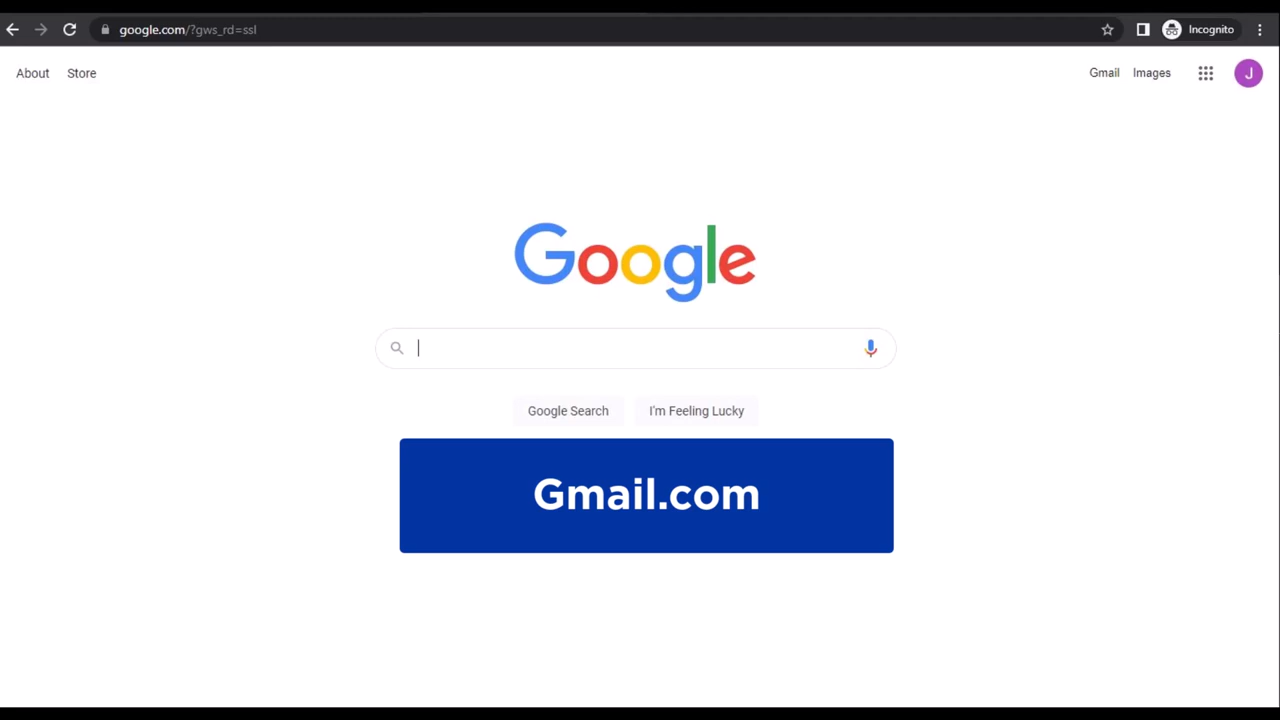 google.com/?gws_rd=ssl
Incognito
About Store
Gmail Images
J
Google
Google Search I'm Feeling Lucky
Gmail.com